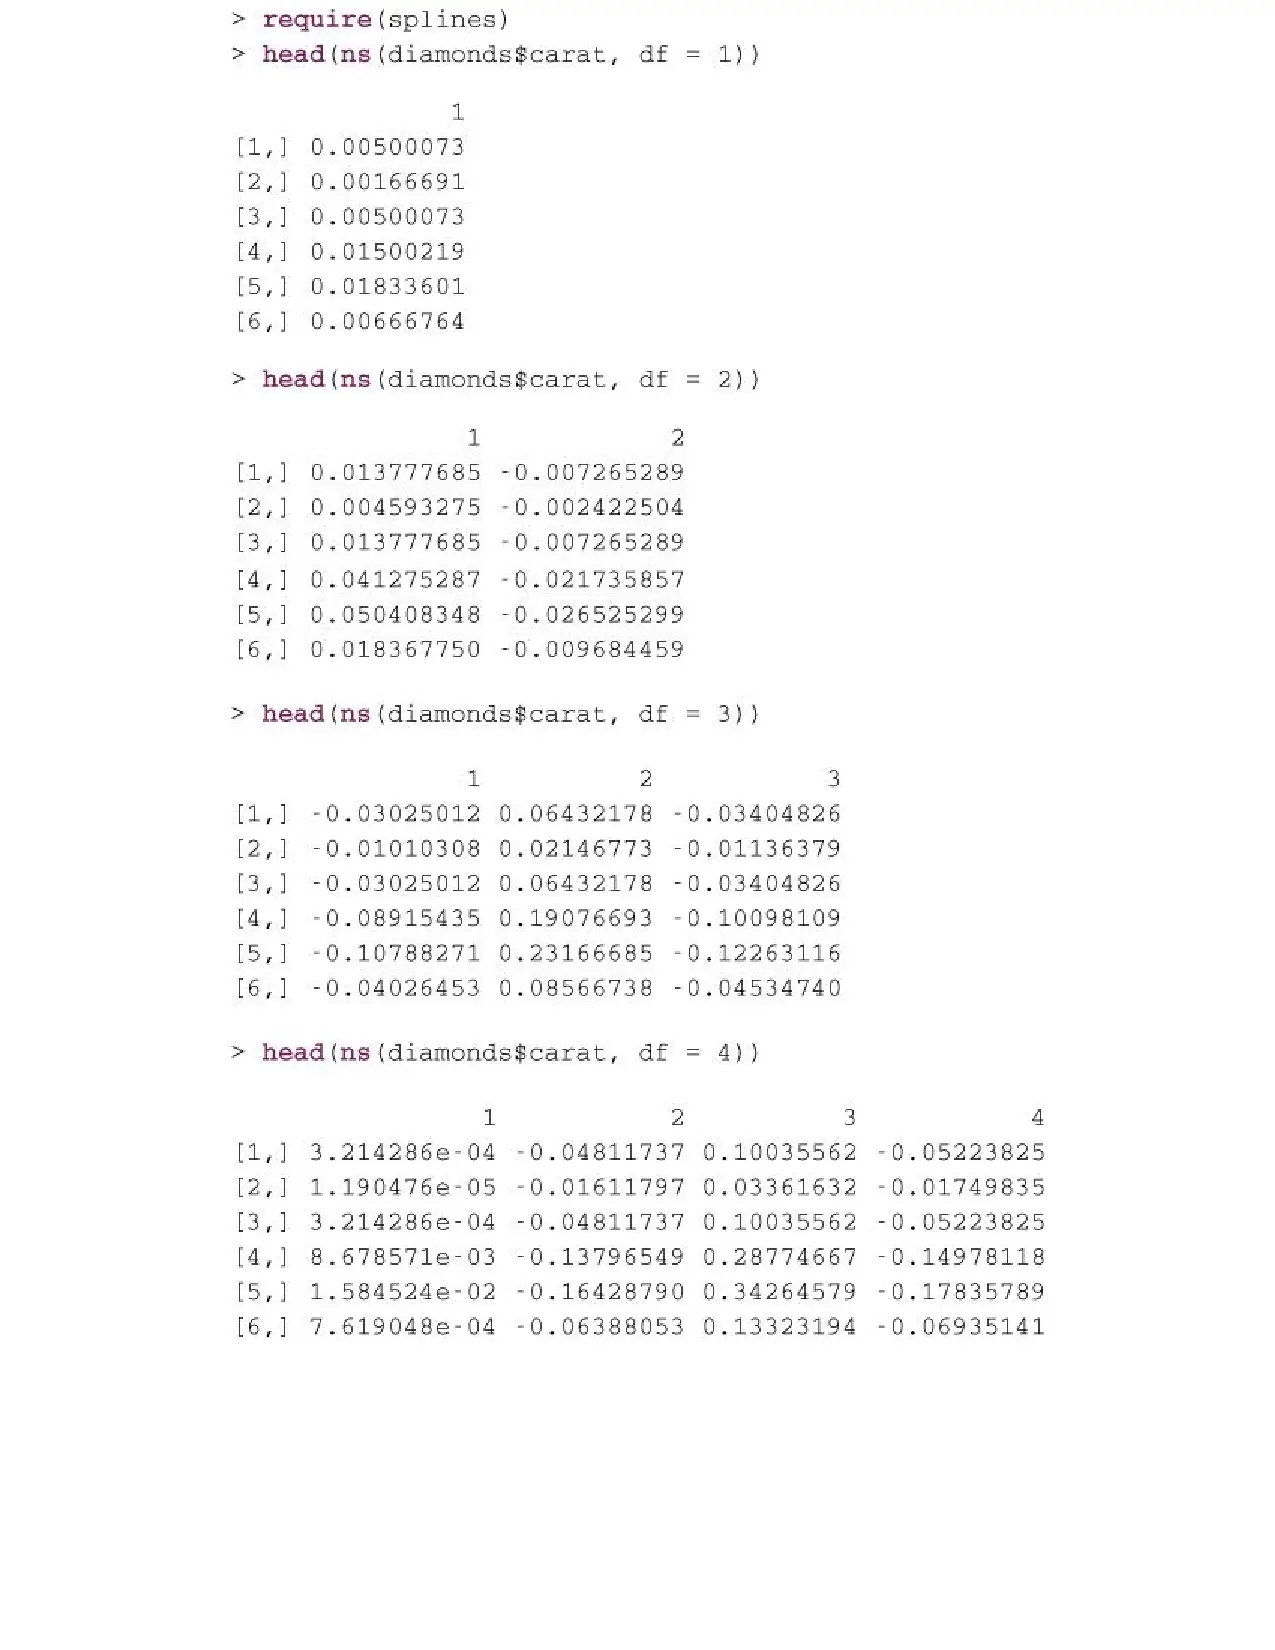 > require(splines)
> head(ns(diamonds$carat, df = 1))
1
[1,] 0.00500073
[2,] 0.00166691
[3,] 0.00500073
[4,] 0.01500219
[5,] 0.01833601
[6,] 0.00666764
> head(ns(diamonds$carat, df = 2))
1 2
[1,] 0.013777685 -0.007265289
[2,] 0.004593275 -0.002422504
[3,] 0.013777685 -0.007265289
[4,] 0.041275287 -0.021735857
[5,] 0.050408348 -0.026525299
[6,] 0.018367750 -0.009684459
> head(ns(diamonds$carat, df = 3))
1 2 3
[1,] -0.03025012 0.06432178 -0.03404826
[2,] -0.01010308 0.02146773 -0.01136379
[3,] -0.03025012 0.06432178 -0.03404826
[4,] -0.08915435 0.19076693 -0.10098109
[5,] -0.10788271 0.23166685 -0.12263116
[6,] -0.04026453 0.08566738 -0.04534740
> head(ns(diamonds$carat, df = 4))
1 2 3 4
[1,] 3.214286e-04 -0.04811737 0.10035562 -0.05223825
[2,] 1.190476e-05 -0.01611797 0.03361632 -0.01749835
[3,] 3.214286e-04 -0.04811737 0.10035562 -0.05223825
[4,] 8.678571e-03 -0.13796549 0.28774667 -0.14978118
[5,] 1.584524e-02 -0.16428790 0.34264579 -0.17835789
[6,] 7.619048e-04 -0.06388053 0.13323194 -0.06935141